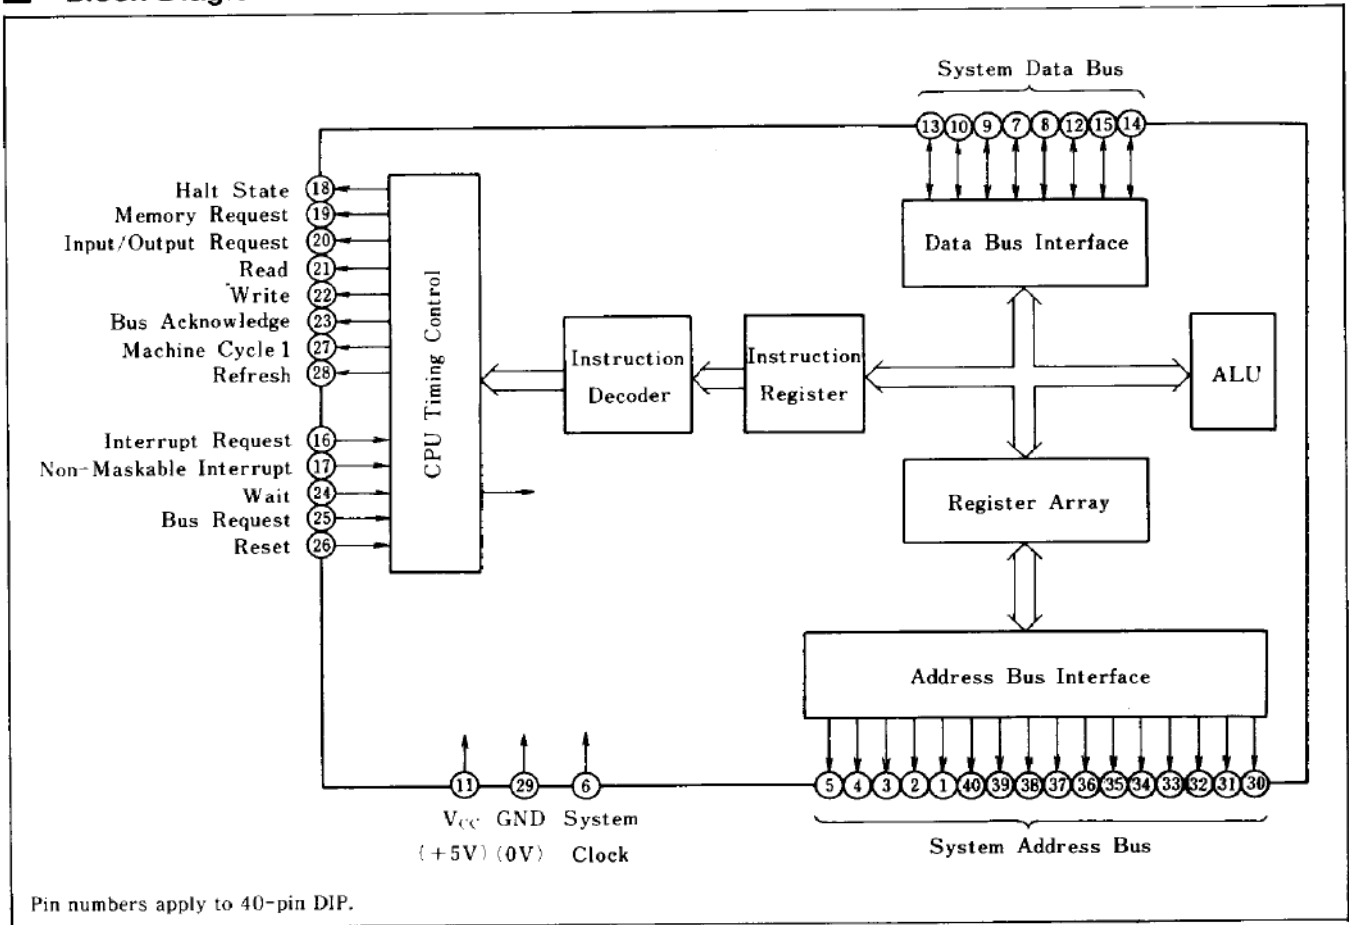 System Data Bus
13 10 9 7 8 12 15 14
Halt State 18
Memory Request 19
Input/Output Request 20
Read 21
Write 22
Bus Acknowledge 23
Machine Cycle 1 27
Refresh 28
Interrupt Request 16
Non-Maskable Interrupt 17
Wait 24
Bus Request 25
Reset 26
CPU Timing Control
Instruction
Decoder
Instruction
Register
Data Bus Interface
ALU
Register Array
Address Bus Interface
11 29 6
5 4 3 2 1 40 39 38 37 36 35 34 33 32 31 30
VCC GND System
(+5V) (0V) Clock
System Address Bus
Pin numbers apply to 40-pin DIP.